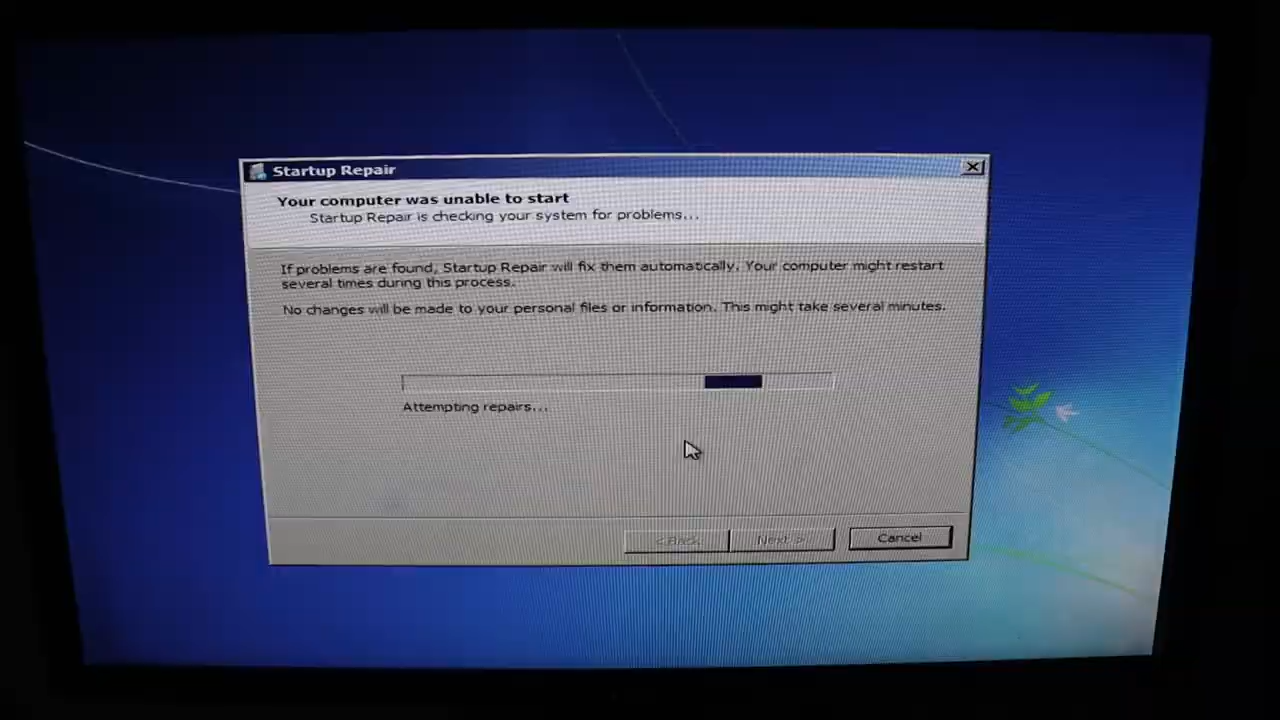 Startup Repair
Your computer was unable to start
Startup Repair is checking your system for problems...
If problems are found, Startup Repair will fix them automatically. Your computer might restart
several times during this process.
No changes will be made to your personal files or information. This might take several minutes.
Attempting repairs...
< Back
Next >
Cancel